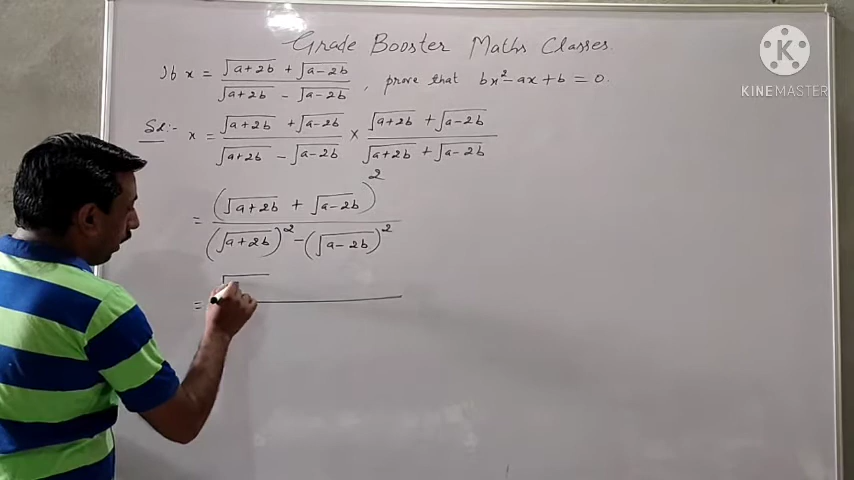 Grade Booster Maths Classes.
If x = (√(a+2b) + √(a-2b)) / (√(a+2b) - √(a-2b)), prove that bx² - ax + b = 0.
Sol:- x = (√(a+2b) + √(a-2b)) / (√(a+2b) - √(a-2b)) × (√(a+2b) + √(a-2b)) / (√(a+2b) + √(a-2b))
= (√(a+2b) + √(a-2b))² / ((√(a+2b))² - (√(a-2b))²)
=
K
KINEMASTER